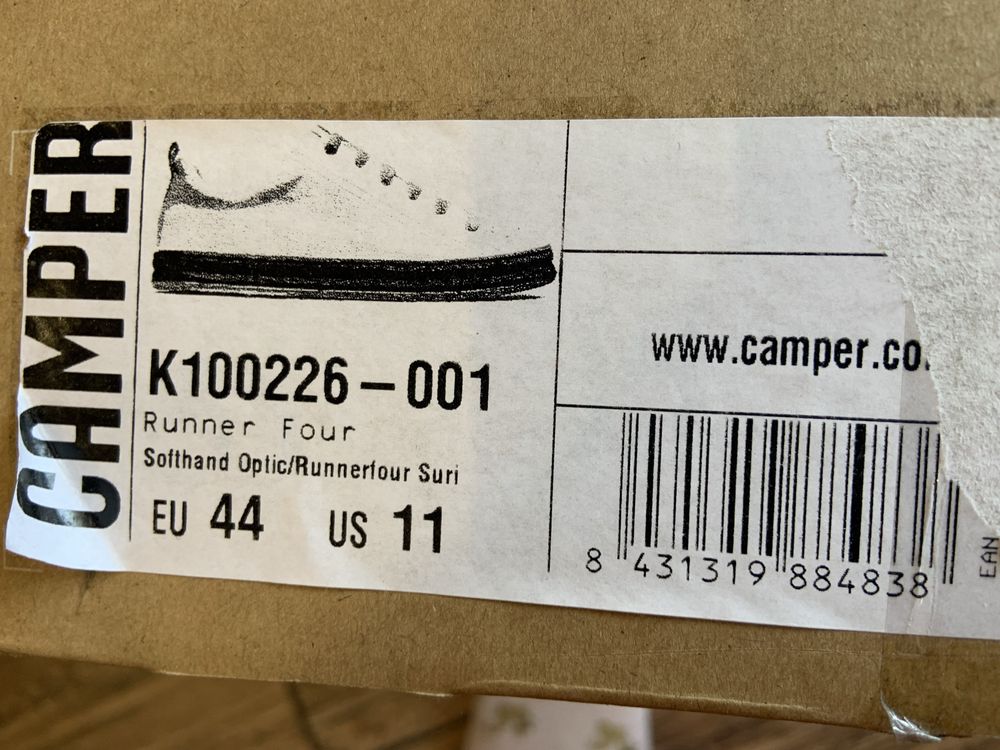 CAMPER
K100226-001
Runner Four
Softhand Optic/Runnerfour Suri
EU 44 US 11
www.camper.co
8 431319 884838
EAN